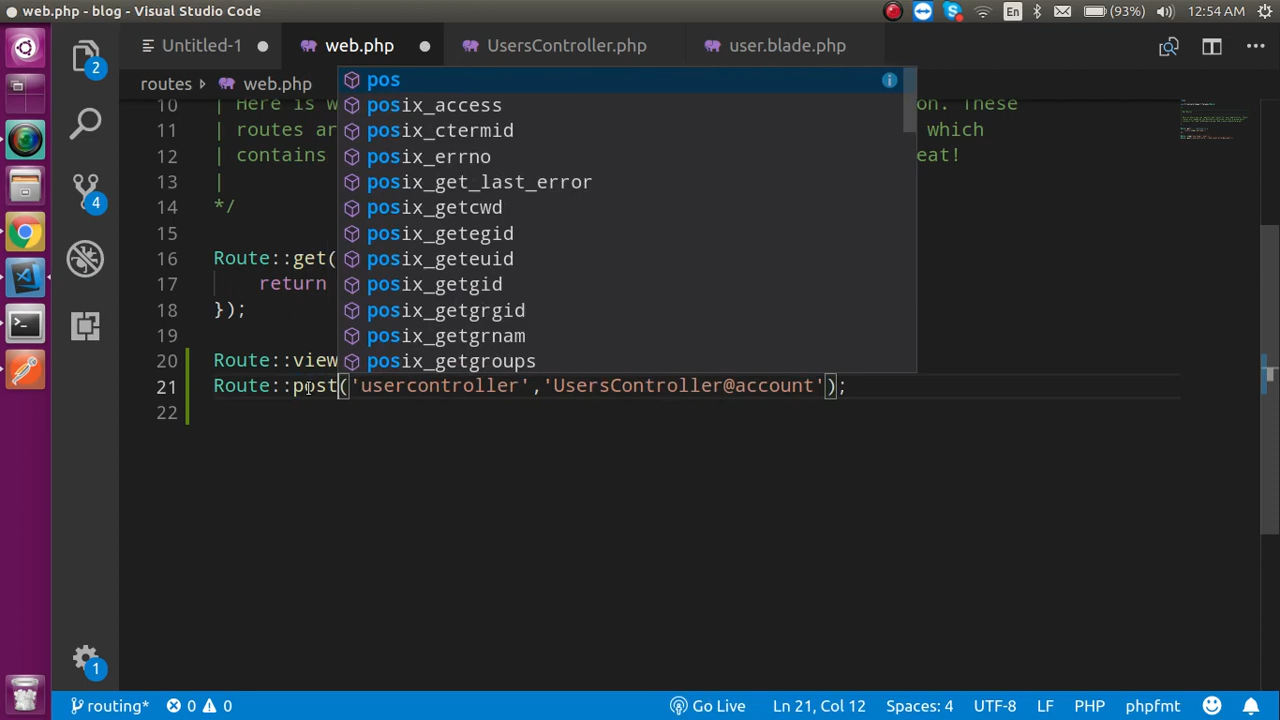 web.php - blog - Visual Studio Code
En
(93%)
12:54 AM
Untitled-1
web.php
UsersController.php
user.blade.php
routes > web.php
2
4
1
10 | Here is w on. These
11 | routes ar which
12 | contains eat!
13 |
14 */
15
16 Route::get(
17 return
18 });
19
20 Route::view
21 Route::post('usercontroller','UsersController@account');
22
pos
posix_access
posix_ctermid
posix_errno
posix_get_last_error
posix_getcwd
posix_getegid
posix_geteuid
posix_getgid
posix_getgrgid
posix_getgrnam
posix_getgroups
routing*
0
0
Go Live
Ln 21, Col 12
Spaces: 4
UTF-8
LF
PHP
phpfmt